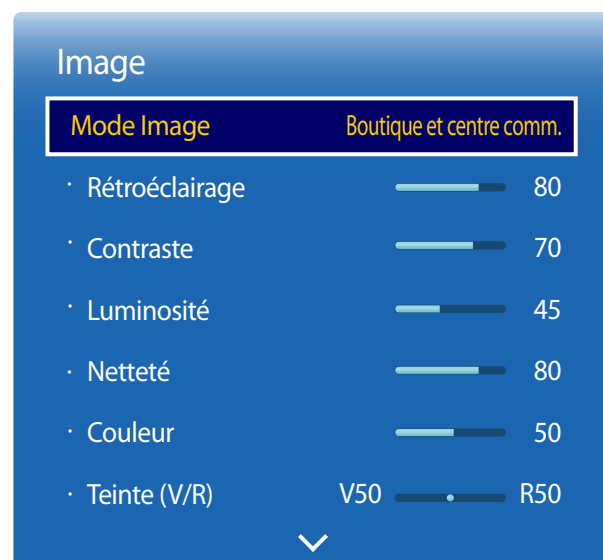 Image
Mode Image Boutique et centre comm.
· Rétroéclairage 80
· Contraste 70
· Luminosité 45
· Netteté 80
· Couleur 50
· Teinte (V/R) V50 R50